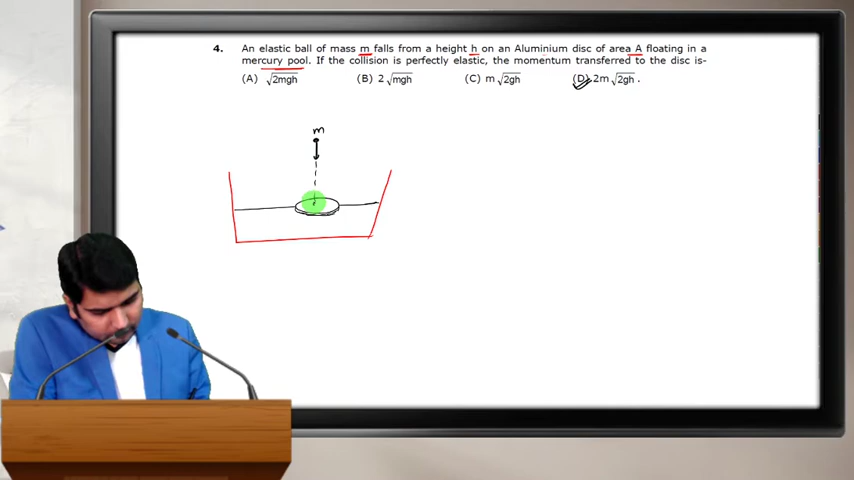 4. An elastic ball of mass m falls from a height h on an Aluminium disc of area A floating in a
mercury pool. If the collision is perfectly elastic, the momentum transferred to the disc is-
(A) √2mgh (B) 2 √mgh (C) m √2gh (D) 2m √2gh .
m